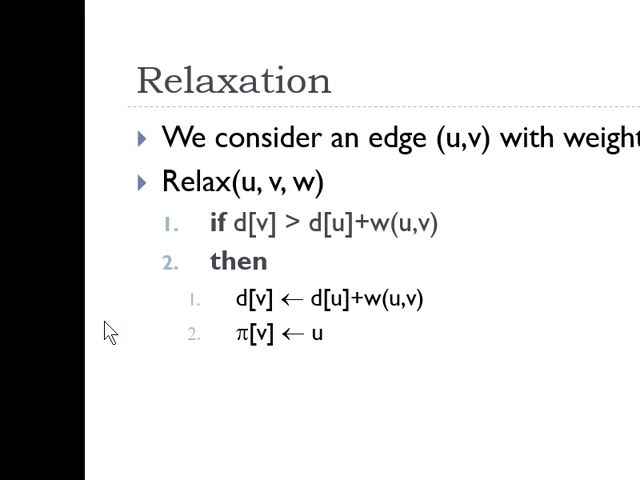 Relaxation
We consider an edge (u,v) with weight
Relax(u, v, w)
1. if d[v] > d[u]+w(u,v)
2. then
1. d[v] ← d[u]+w(u,v)
2. π[v] ← u